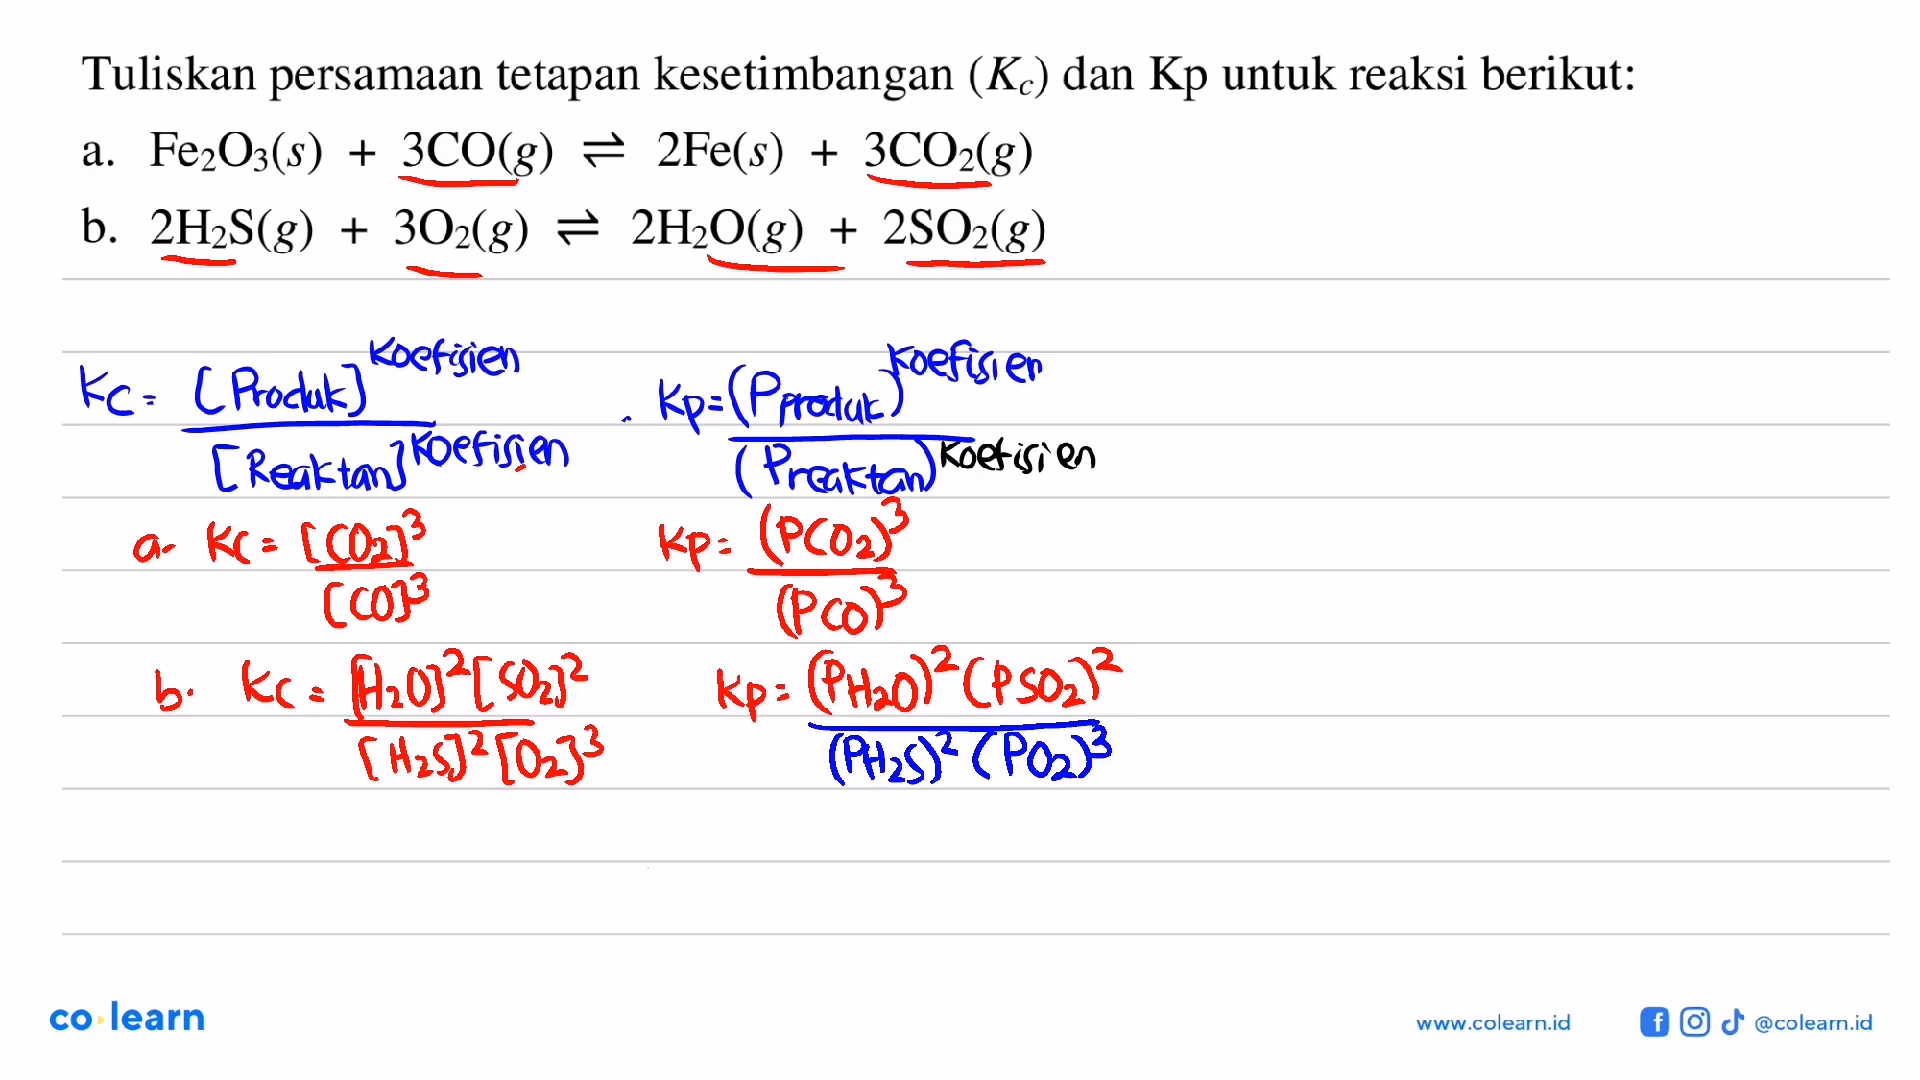 Tuliskan persamaan tetapan kesetimbangan (Kc) dan Kp untuk reaksi berikut:
a. Fe₂O₃(s) + 3CO(g) ⇌ 2Fe(s) + 3CO₂(g)
b. 2H₂S(g) + 3O₂(g) ⇌ 2H₂O(g) + 2SO₂(g)
Kc = [Produk]^Koefisien / [Reaktan]^Koefisien . Kp = (P produk)^Koefisien / (P reaktan)^Koefisien
a. Kc = [CO₂]³ / [CO]³ Kp = (PCO₂)³ / (PCO)³
b. Kc = [H₂O]² [SO₂]² / [H₂S]² [O₂]³ Kp = (PH₂O)² (PSO₂)² / (PH₂S)² (PO₂)³
co learn
www.colearn.id @colearn.id